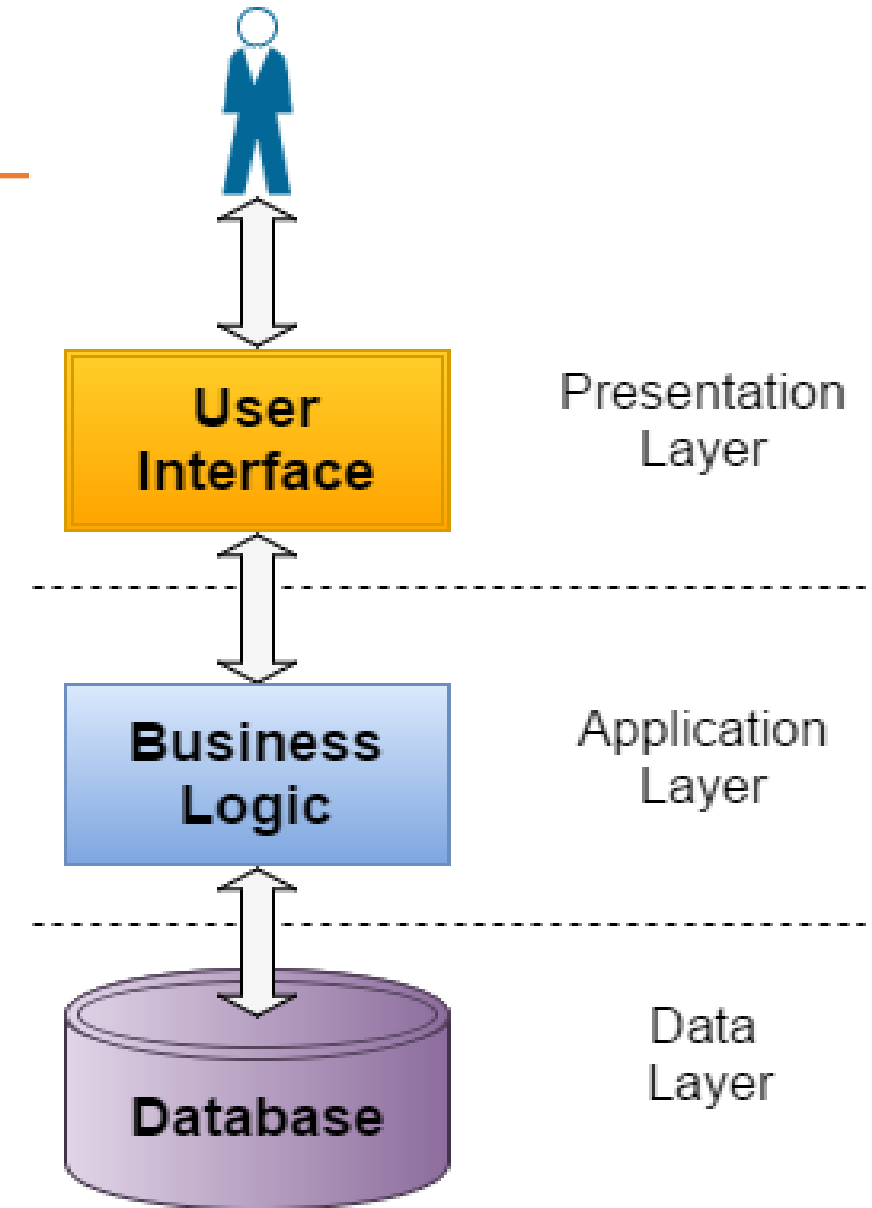 User
Interface
Presentation
Layer
Business
Logic
Application
Layer
Database
Data
Layer